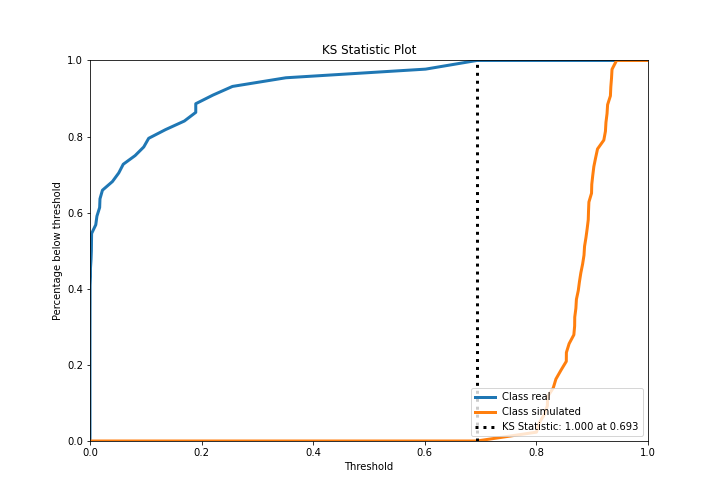 KS Statistic Plot
Percentage below threshold
1.0
0.8
0.6
0.4
0.2
0.0
0.0 0.2 0.4 0.6 0.8 1.0
Threshold
Class real
Class simulated
KS Statistic: 1.000 at 0.693